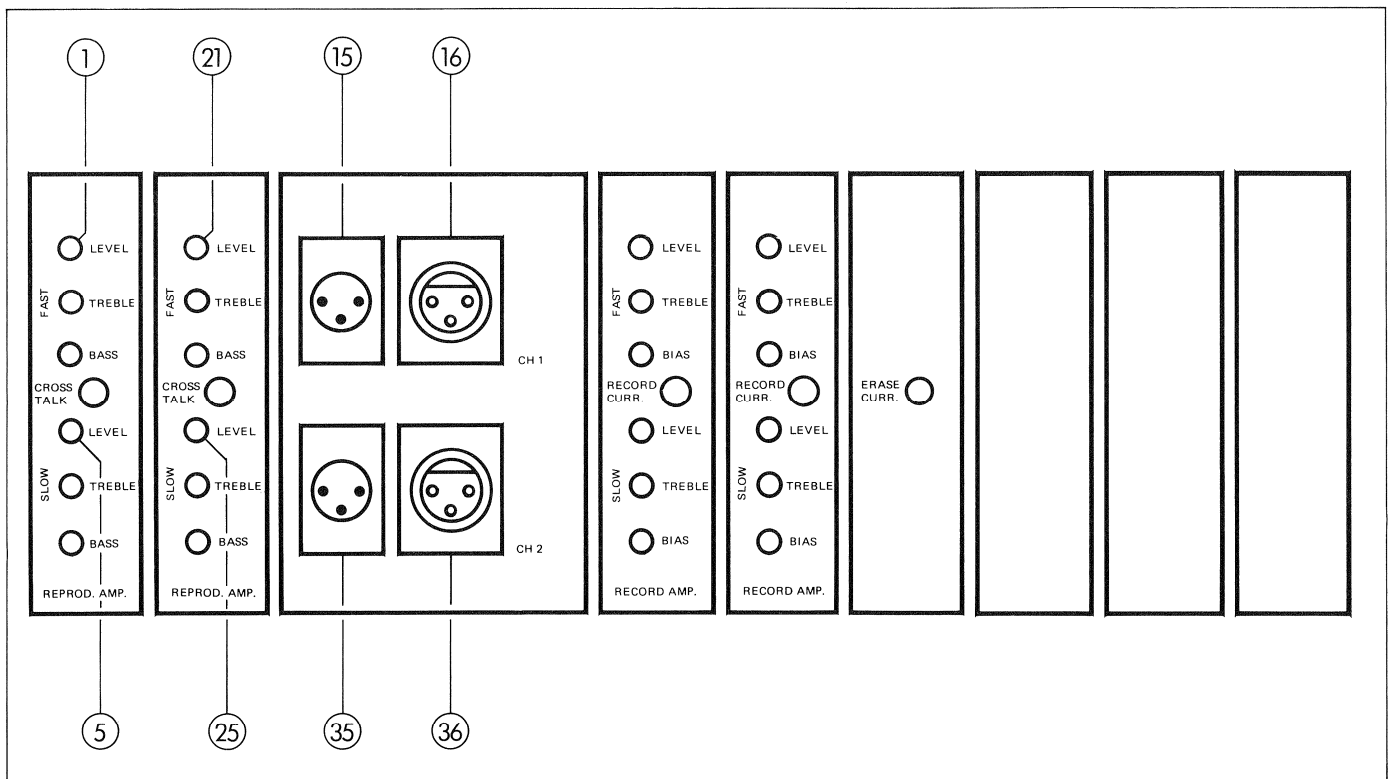 1
21
15
16
LEVEL
FAST
TREBLE
BASS
CROSS
TALK
LEVEL
SLOW
TREBLE
BASS
REPROD. AMP.
LEVEL
FAST
TREBLE
BASS
CROSS
TALK
LEVEL
SLOW
TREBLE
BASS
REPROD. AMP.
CH 1
CH 2
LEVEL
FAST
TREBLE
BIAS
RECORD
CURR.
LEVEL
SLOW
TREBLE
BIAS
RECORD AMP.
LEVEL
FAST
TREBLE
BIAS
RECORD
CURR.
LEVEL
SLOW
TREBLE
BIAS
RECORD AMP.
ERASE
CURR.
5
25
35
36